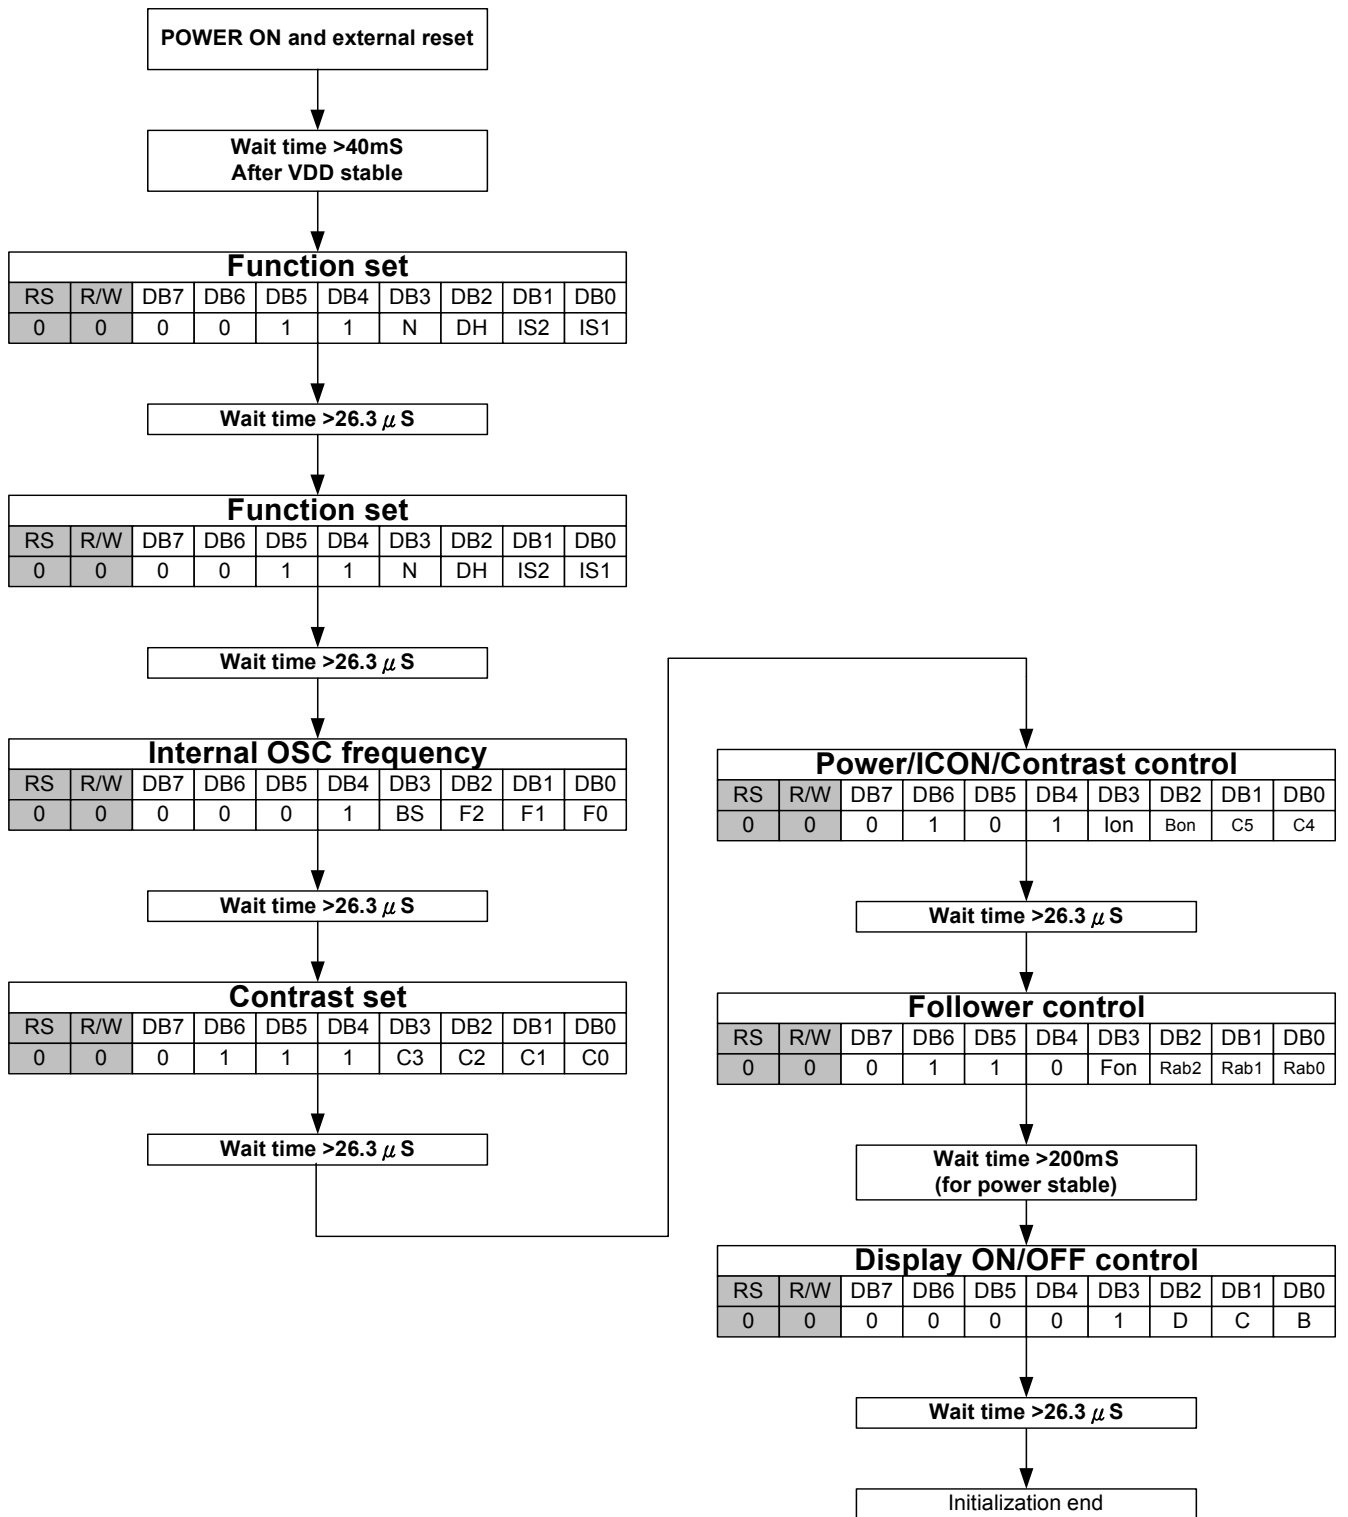 POWER ON and external reset
Wait time >40mS
After VDD stable
Function set
RS R/W DB7 DB6 DB5 DB4 DB3 DB2 DB1 DB0
0 0 0 0 1 1 N DH IS2 IS1
Wait time >26.3 μ S
Function set
RS R/W DB7 DB6 DB5 DB4 DB3 DB2 DB1 DB0
0 0 0 0 1 1 N DH IS2 IS1
Wait time >26.3 μ S
Internal OSC frequency
RS R/W DB7 DB6 DB5 DB4 DB3 DB2 DB1 DB0
0 0 0 0 0 1 BS F2 F1 F0
Wait time >26.3 μ S
Contrast set
RS R/W DB7 DB6 DB5 DB4 DB3 DB2 DB1 DB0
0 0 0 1 1 1 C3 C2 C1 C0
Wait time >26.3 μ S
Power/ICON/Contrast control
RS R/W DB7 DB6 DB5 DB4 DB3 DB2 DB1 DB0
0 0 0 1 0 1 Ion Bon C5 C4
Wait time >26.3 μ S
Follower control
RS R/W DB7 DB6 DB5 DB4 DB3 DB2 DB1 DB0
0 0 0 1 1 0 Fon Rab2 Rab1 Rab0
Wait time >200mS
(for power stable)
Display ON/OFF control
RS R/W DB7 DB6 DB5 DB4 DB3 DB2 DB1 DB0
0 0 0 0 0 0 1 D C B
Wait time >26.3 μ S
Initialization end